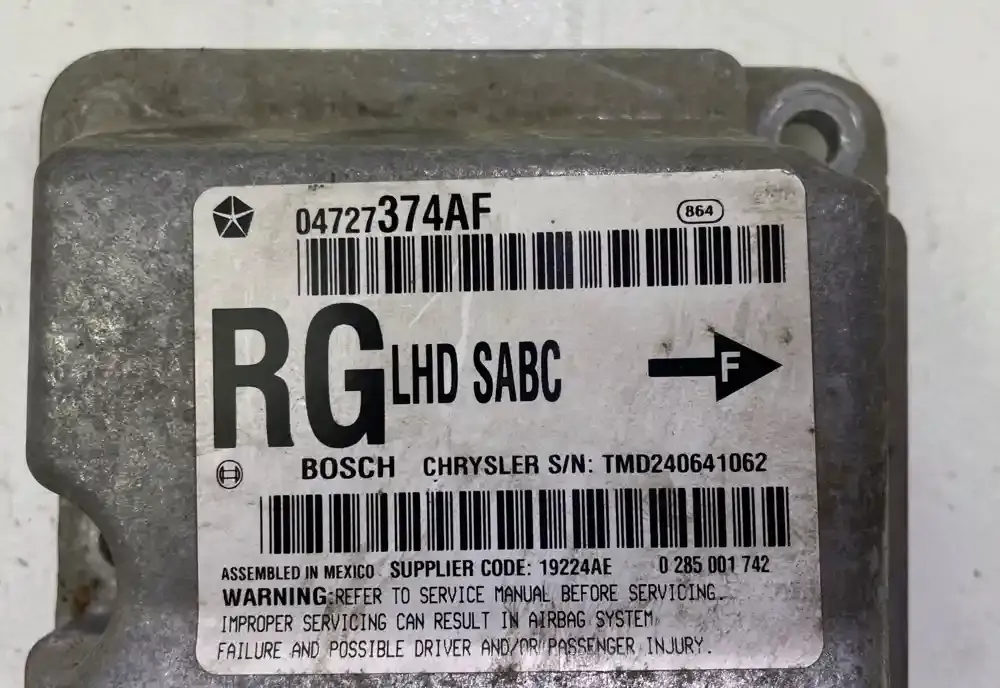 04727374AF 864
RG LHD SABC F
BOSCH CHRYSLER S/N: TMD240641062
ASSEMBLED IN MEXICO SUPPLIER CODE: 19224AE 0 285 001 742
WARNING:REFER TO SERVICE MANUAL BEFORE SERVICING.
IMPROPER SERVICING CAN RESULT IN AIRBAG SYSTEM
FAILURE AND POSSIBLE DRIVER AND/OR PASSENGER INJURY.